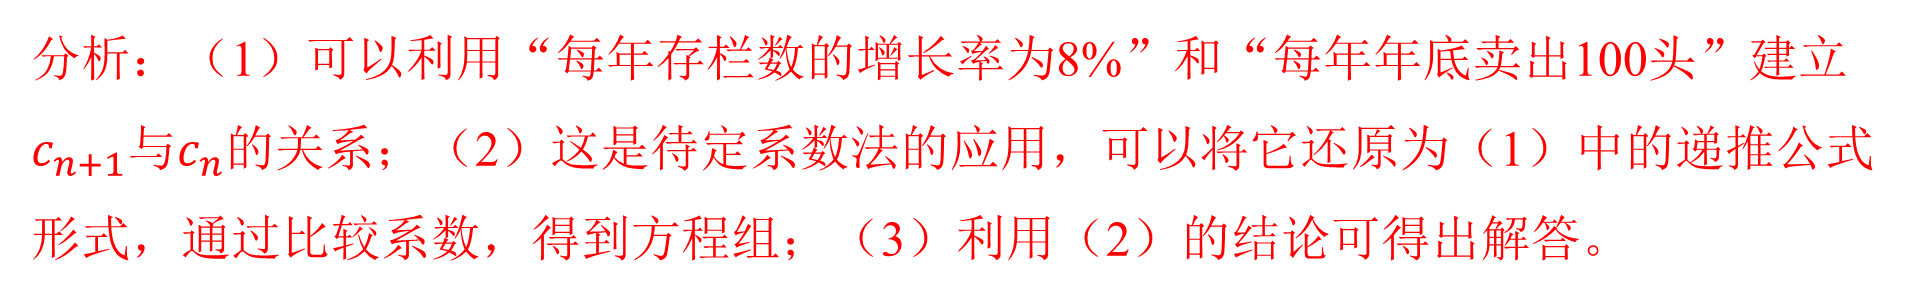 分析：（1）可以利用“每年存栏数的增长率为8%”和“每年年底卖出100头”建立
cₙ₊₁与cₙ的关系；（2）这是待定系数法的应用，可以将它还原为（1）中的递推公式
形式，通过比较系数，得到方程组；（3）利用（2）的结论可得出解答。